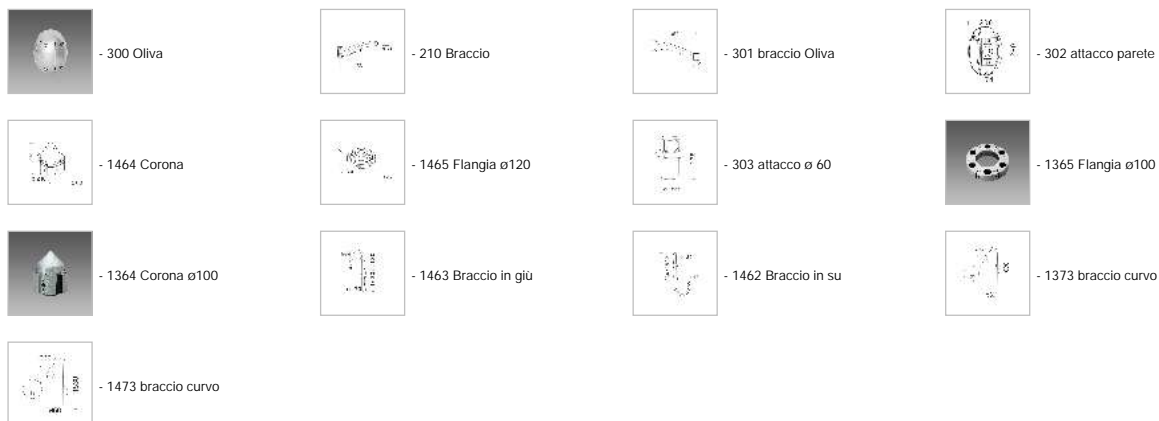 - 300 Oliva
- 210 Braccio
- 301 braccio Oliva
- 302 attacco parete
- 1464 Corona
- 1465 Flangia ø120
- 303 attacco ø 60
- 1365 Flangia ø100
- 1364 Corona ø100
- 1463 Braccio in giù
- 1462 Braccio in su
- 1373 braccio curvo
- 1473 braccio curvo